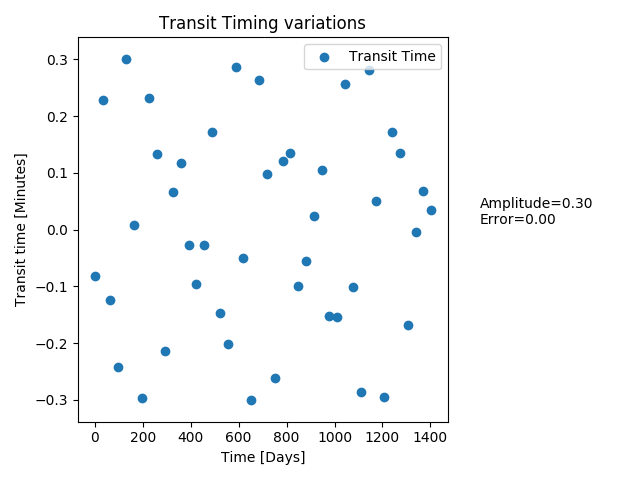 Transit Timing variations
Transit Time
Transit time [Minutes]
0.3
0.2
0.1
0.0
−0.1
−0.2
−0.3
Amplitude=0.30
Error=0.00
0 200 400 600 800 1000 1200 1400
Time [Days]